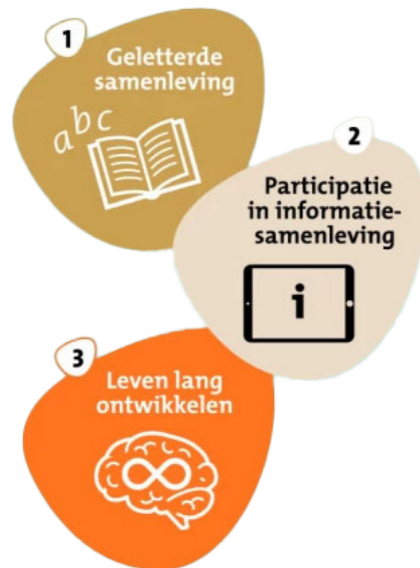 1
Geletterde
samenleving
abc
2
Participatie
in informatie-
samenleving
i
3
Leven lang
ontwikkelen